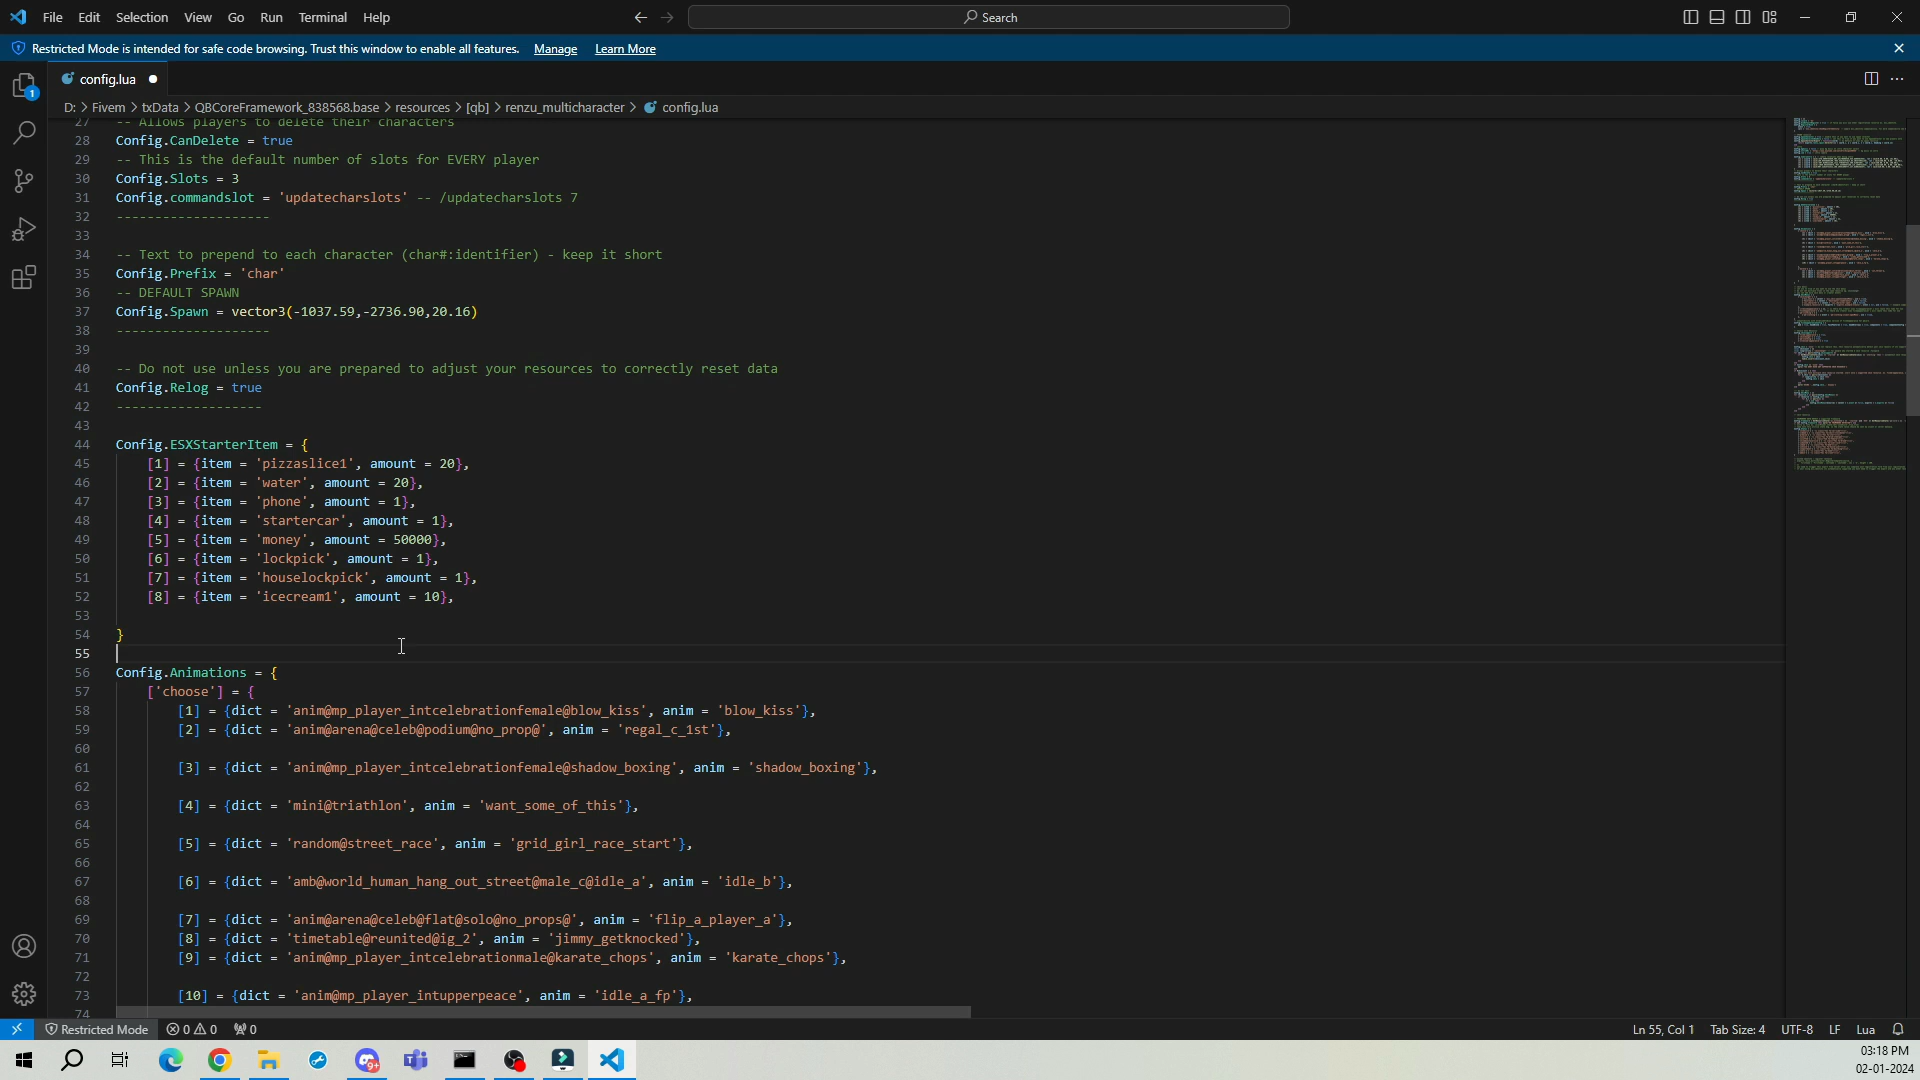 File Edit Selection View Go Run Terminal Help
Search
Restricted Mode is intended for safe code browsing. Trust this window to enable all features. Manage Learn More
config.lua
D: > Fivem > txData > QBCoreFramework_838568.base > resources > [qb] > renzu_multicharacter > config.lua
27 -- Allows players to delete their characters
28 Config.CanDelete = true
29 -- This is the default number of slots for EVERY player
30 Config.Slots = 3
31 Config.commandslot = 'updatecharslots' -- /updatecharslots 7
32 --------------------
33
34 -- Text to prepend to each character (char#:identifier) - keep it short
35 Config.Prefix = 'char'
36 -- DEFAULT SPAWN
37 Config.Spawn = vector3(-1037.59,-2736.90,20.16)
38 --------------------
39
40 -- Do not use unless you are prepared to adjust your resources to correctly reset data
41 Config.Relog = true
42 -------------------
43
44 Config.ESXStarterItem = {
45 [1] = {item = 'pizzaslice1', amount = 20},
46 [2] = {item = 'water', amount = 20},
47 [3] = {item = 'phone', amount = 1},
48 [4] = {item = 'startercar', amount = 1},
49 [5] = {item = 'money', amount = 50000},
50 [6] = {item = 'lockpick', amount = 1},
51 [7] = {item = 'houselockpick', amount = 1},
52 [8] = {item = 'icecream1', amount = 10},
53
54 }
55
56 Config.Animations = {
57 ['choose'] = {
58 [1] = {dict = 'anim@mp_player_intcelebrationfemale@blow_kiss', anim = 'blow_kiss'},
59 [2] = {dict = 'anim@arena@celeb@podium@no_prop@', anim = 'regal_c_1st'},
60
61 [3] = {dict = 'anim@mp_player_intcelebrationfemale@shadow_boxing', anim = 'shadow_boxing'},
62
63 [4] = {dict = 'mini@triathlon', anim = 'want_some_of_this'},
64
65 [5] = {dict = 'random@street_race', anim = 'grid_girl_race_start'},
66
67 [6] = {dict = 'amb@world_human_hang_out_street@male_c@idle_a', anim = 'idle_b'},
68
69 [7] = {dict = 'anim@arena@celeb@flat@solo@no_props@', anim = 'flip_a_player_a'},
70 [8] = {dict = 'timetable@reunited@ig_2', anim = 'jimmy_getknocked'},
71 [9] = {dict = 'anim@mp_player_intcelebrationmale@karate_chops', anim = 'karate_chops'},
72
73 [10] = {dict = 'anim@mp_player_intupperpeace', anim = 'idle_a_fp'},
74
Restricted Mode 0 0 0 Ln 55, Col 1 Tab Size: 4 UTF-8 LF Lua
03:18 PM
02-01-2024